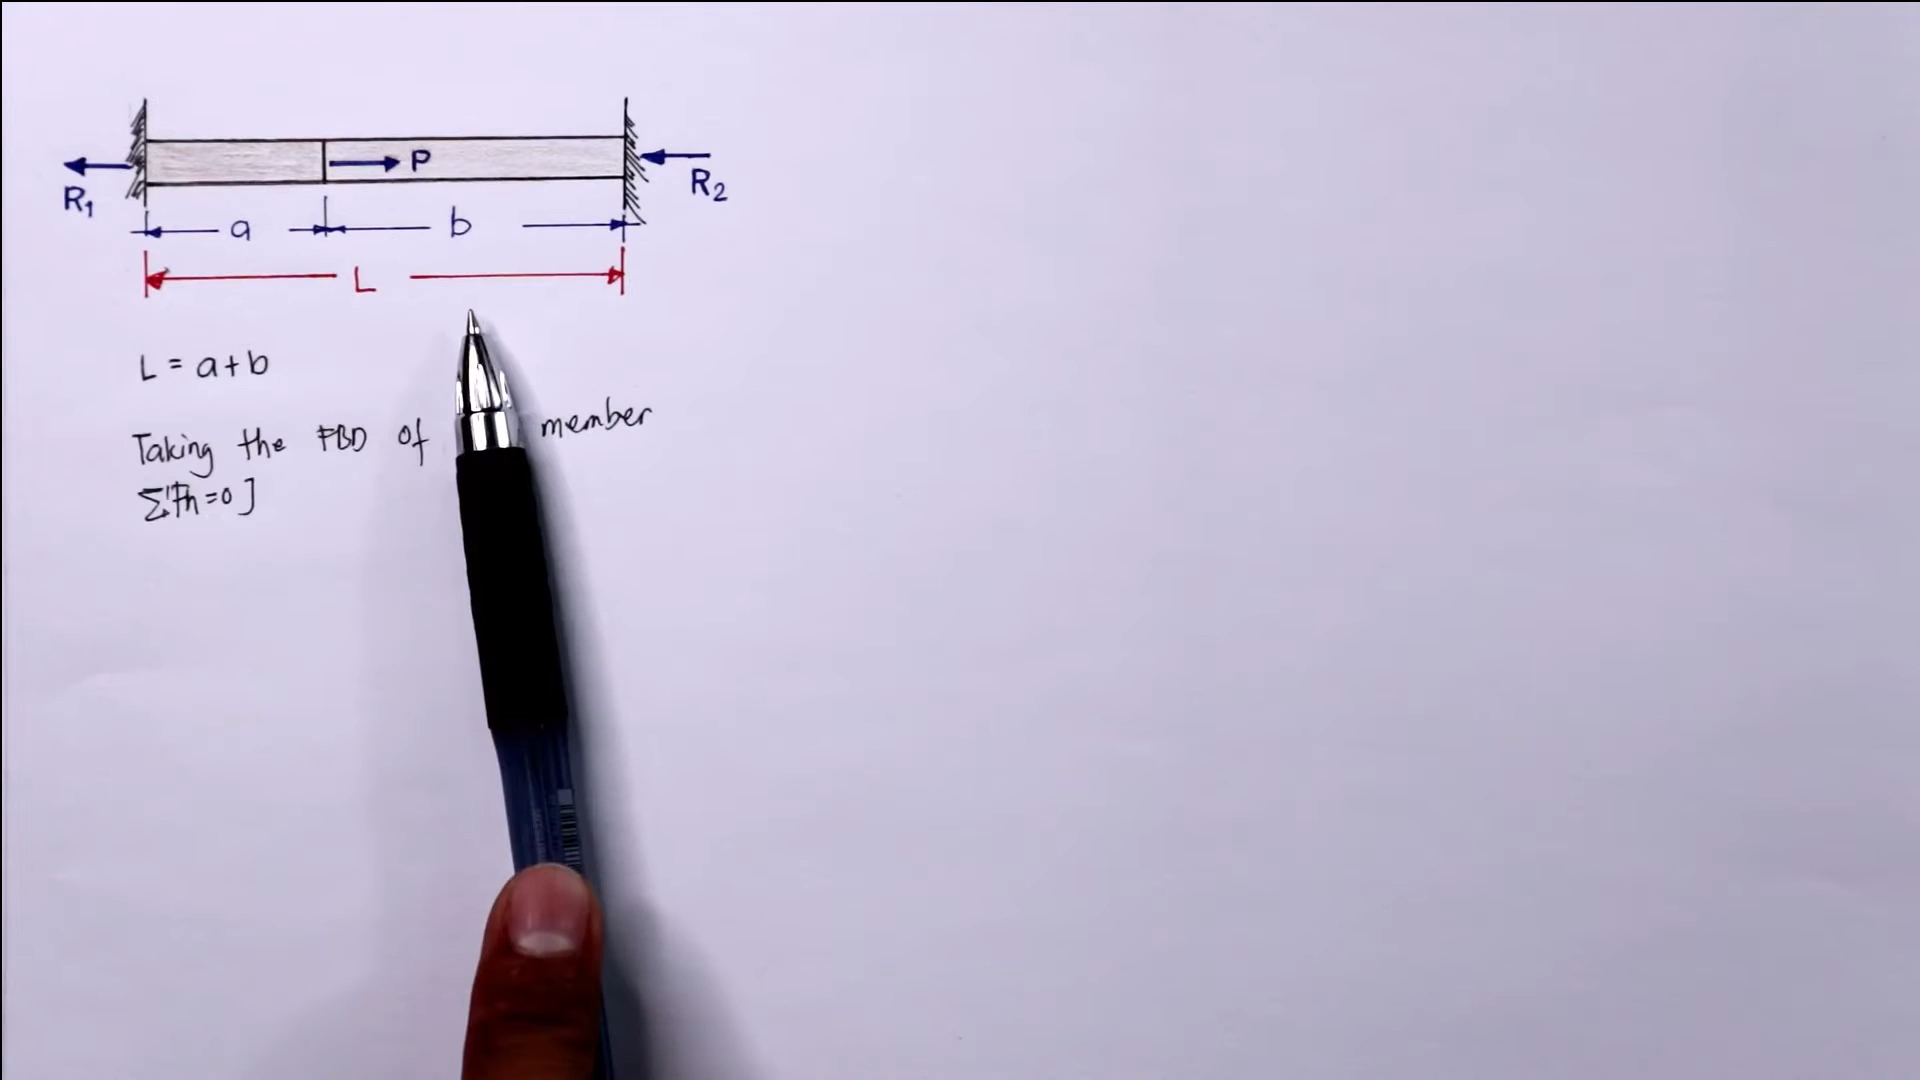 P
R₁
R₂
a
b
L
L = a+b
Taking the FBD of member
ΣFh=0]